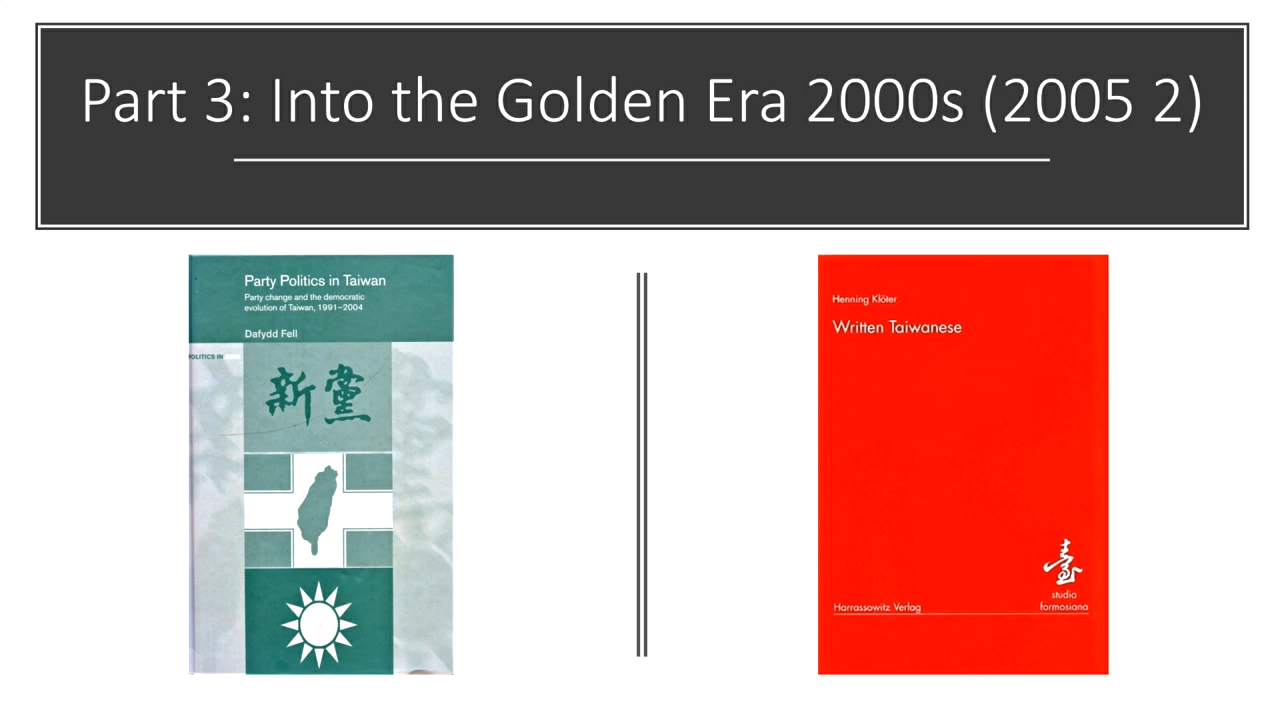 Part 3: Into the Golden Era 2000s (2005 2)
Party Politics in Taiwan
Party change and the democratic
evolution of Taiwan, 1991–2004
Dafydd Fell
POLITICS IN ASIA
新黨
Henning Klöter
Written Taiwanese
臺
studia
formosiana
Harrassowitz Verlag